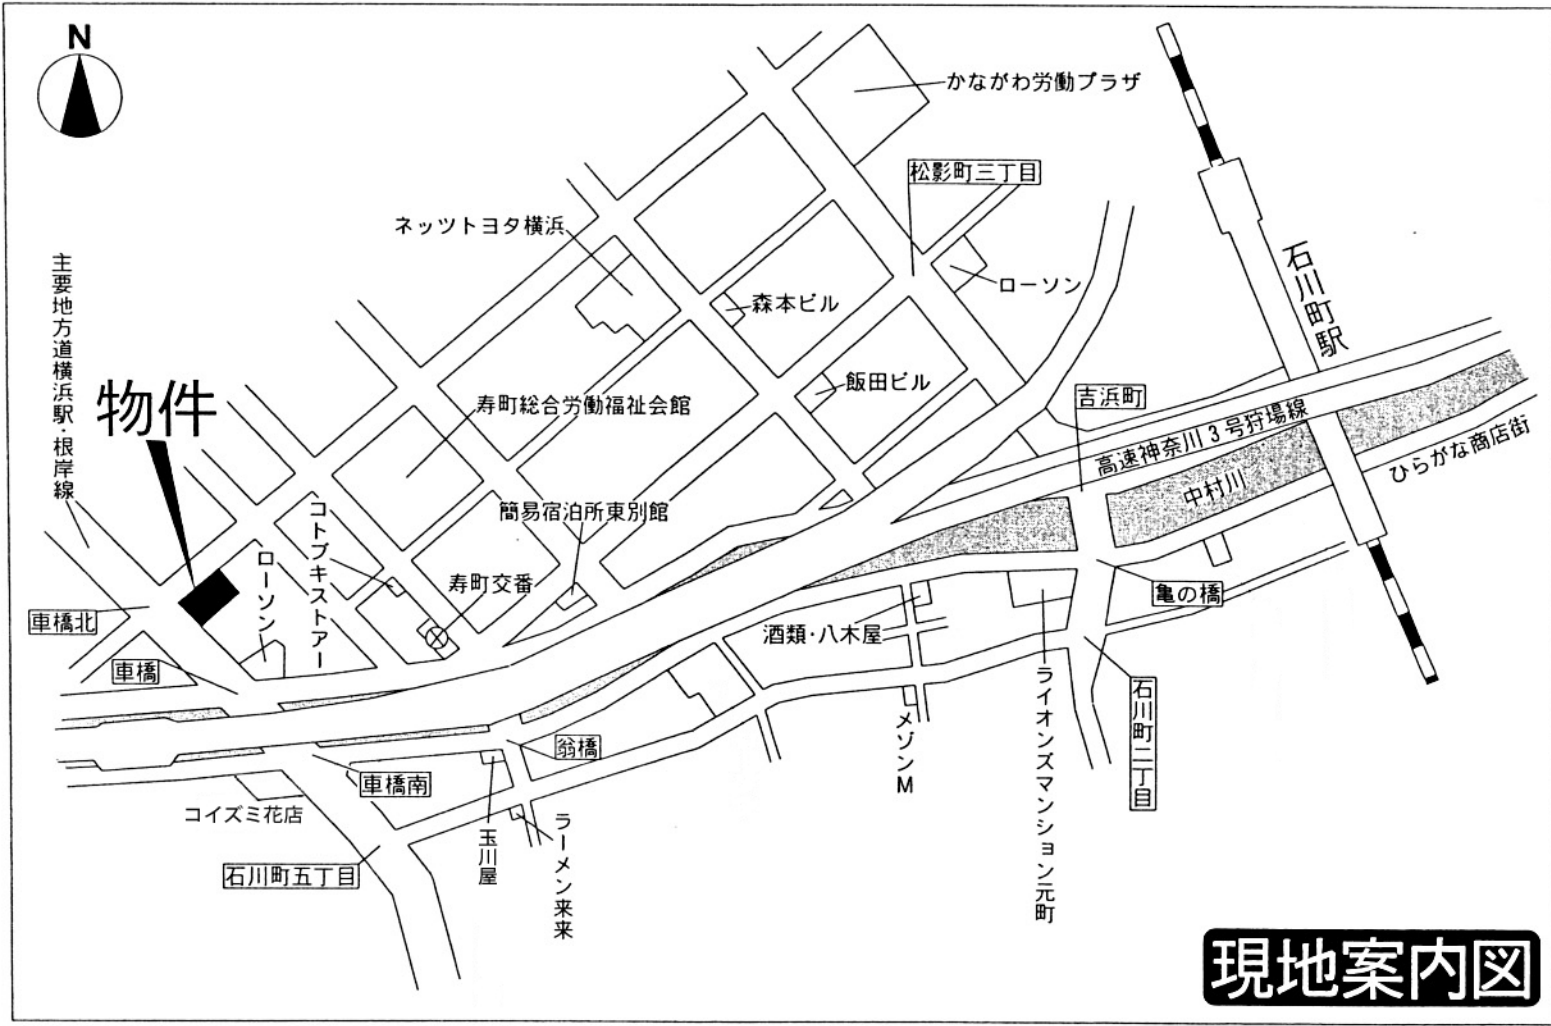 N
かながわ労働プラザ
松影町三丁目
ネッツトヨタ横浜
主要地方道横浜駅・根岸線
石川町駅
ローソン
森本ビル
飯田ビル
物件
寿町総合労働福祉会館
吉浜町
高速神奈川3号狩場線
ひらがな商店街
中村川
コトブキストアー
簡易宿泊所東別館
ローソン
寿町交番
亀の橋
車橋北
酒類・八木屋
車橋
ライオンズマンション元町
石川町二丁目
メゾンM
翁橋
車橋南
コイズミ花店
玉川屋
ラーメン来来
石川町五丁目
現地案内図